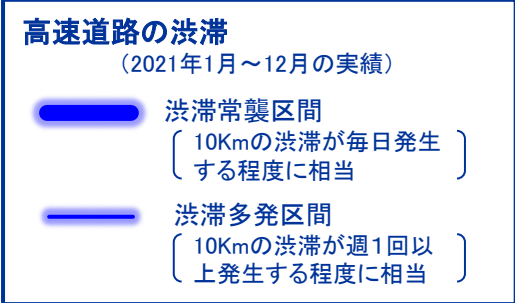 高速道路の渋滞
（2021年1月～12月の実績）
渋滞常襲区間
10Kmの渋滞が毎日発生
する程度に相当
渋滞多発区間
10Kmの渋滞が週１回以
上発生する程度に相当